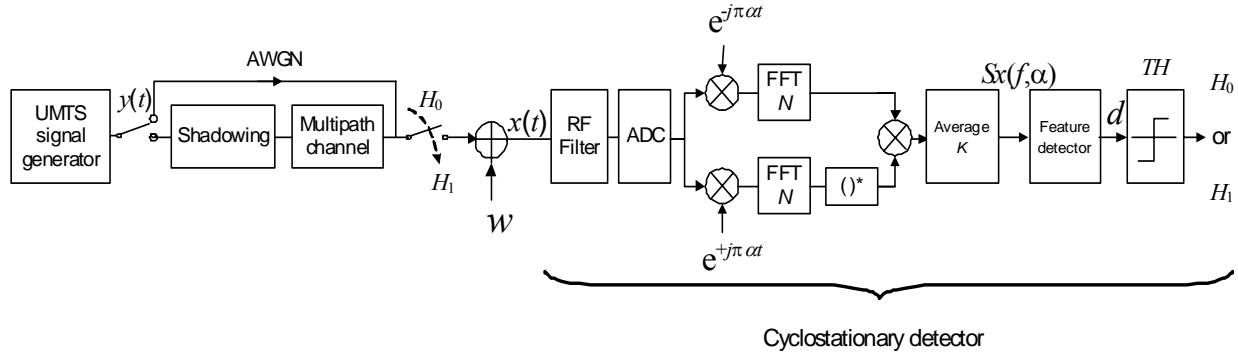 UMTS
signal
generator
y(t)
AWGN
Shadowing
Multipath
channel
H0
H1
w
x(t)
RF
Filter
ADC
e-jπαt
FFT
N
e+jπαt
FFT
N
()*
Average
K
Sx(f,α)
Feature
detector
d
TH
H0
or
H1
Cyclostationary detector